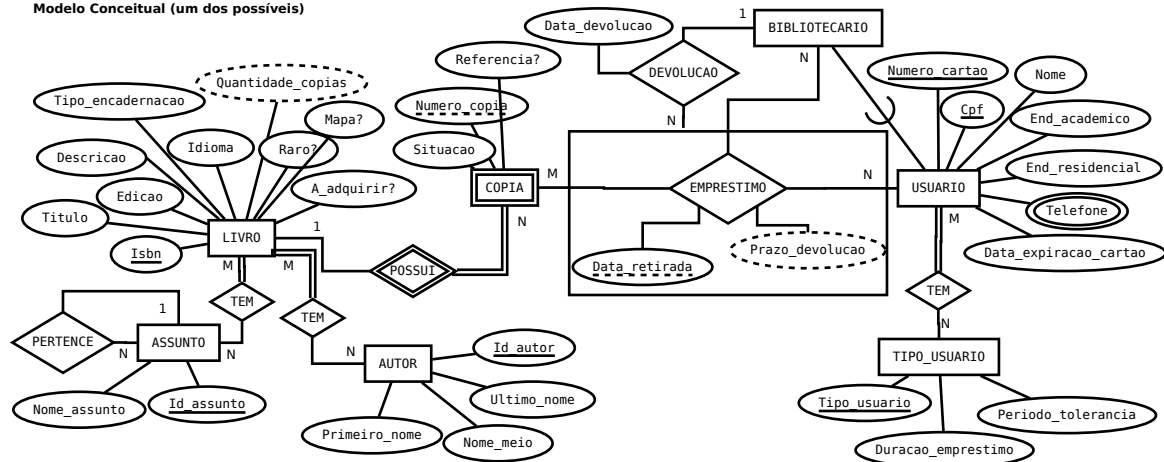 Modelo Conceitual (um dos possíveis)
Data_devolucao
1
BIBLIOTECARIO
N
DEVOLUCAO
N
Referencia?
Quantidade_copias
Tipo_encadernacao
Numero_copia
Mapa?
Numero_cartao
Nome
Cpf
End_academico
Descricao
Idioma
Raro?
Situacao
End_residencial
Edicao
A_adquirir?
COPIA
M
EMPRESTIMO
N
USUARIO
Titulo
Telefone
LIVRO
1
N
M
Isbn
M
M
POSSUI
Data_retirada
Prazo_devolucao
Data_expiracao_cartao
TEM
TEM
TEM
1
PERTENCE
N
ASSUNTO
N
N
AUTOR
Id_autor
N
TIPO_USUARIO
Nome_assunto
Id_assunto
Ultimo_nome
Tipo_usuario
Periodo_tolerancia
Primeiro_nome
Nome_meio
Duracao_emprestimo